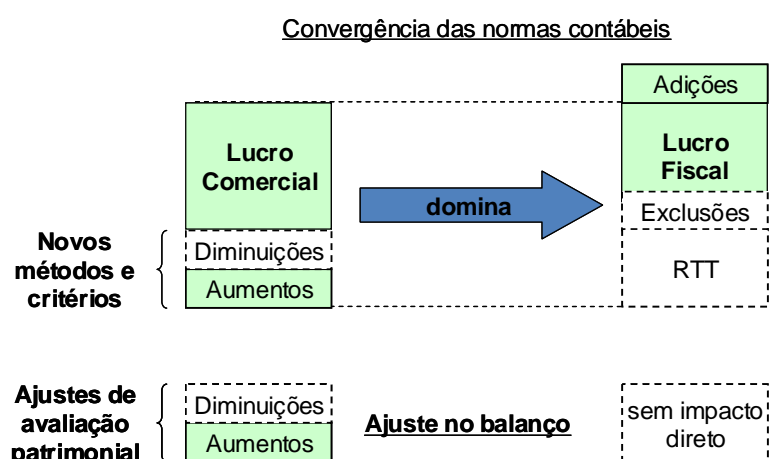 Convergência das normas contábeis
Adições
Lucro
Comercial
Lucro
Fiscal
domina
Exclusões
Novos
métodos e
critérios
Diminuições
Aumentos
RTT
Ajustes de
avaliação
patrimonial
Diminuições
Aumentos
Ajuste no balanço
sem impacto
direto